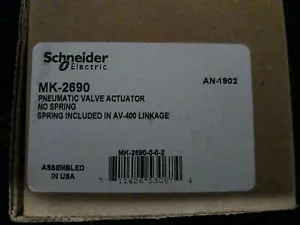 Schneider
Electric
AN-1902
MK-2690
PNEUMATIC VALVE ACTUATOR
NO SPRING
SPRING INCLUDED IN AV-400 LINKAGE
MK-2690-0-0-2
ASSEMBLED
IN USA